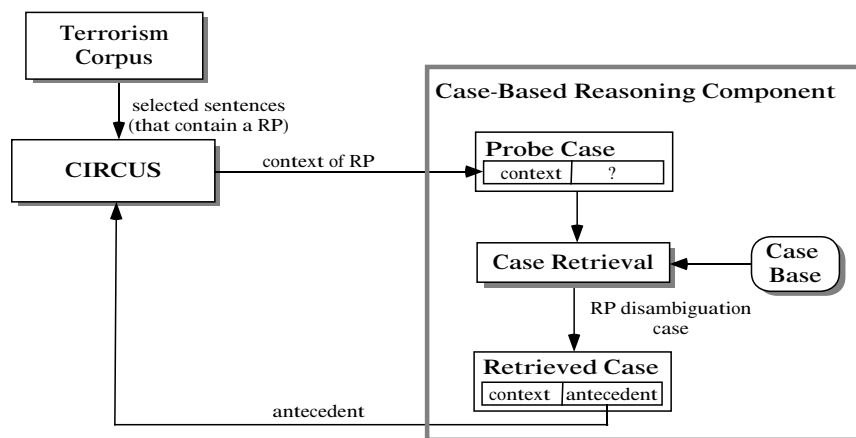 Terrorism
Corpus
selected sentences
(that contain a RP)
CIRCUS
context of RP
Case-Based Reasoning Component
Probe Case
context ?
Case Retrieval
Case
Base
RP disambiguation
case
Retrieved Case
context antecedent
antecedent